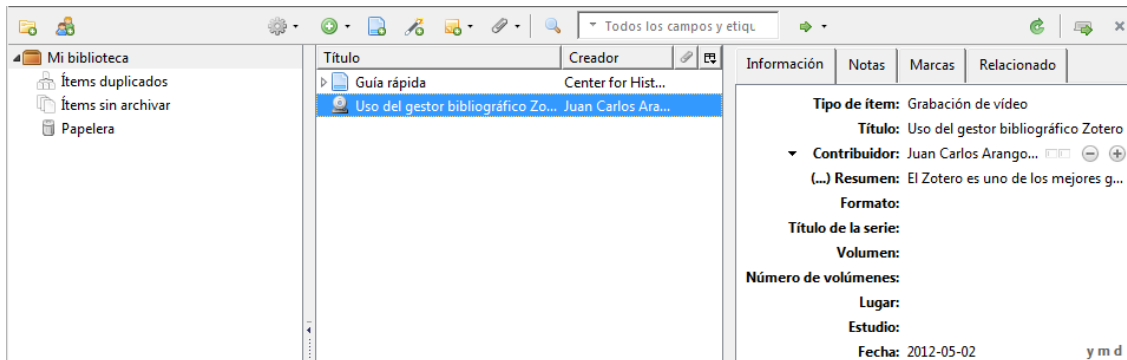 Todos los campos y etiqu
Mi biblioteca
Ítems duplicados
Ítems sin archivar
Papelera
Título Creador
Guía rápida Center for Hist...
Uso del gestor bibliográfico Zo... Juan Carlos Ara...
Información Notas Marcas Relacionado
Tipo de ítem: Grabación de vídeo
Título: Uso del gestor bibliográfico Zotero
Contribuidor: Juan Carlos Arango...
(...) Resumen: El Zotero es uno de los mejores g...
Formato:
Título de la serie:
Volumen:
Número de volúmenes:
Lugar:
Estudio:
Fecha: 2012-05-02 y m d